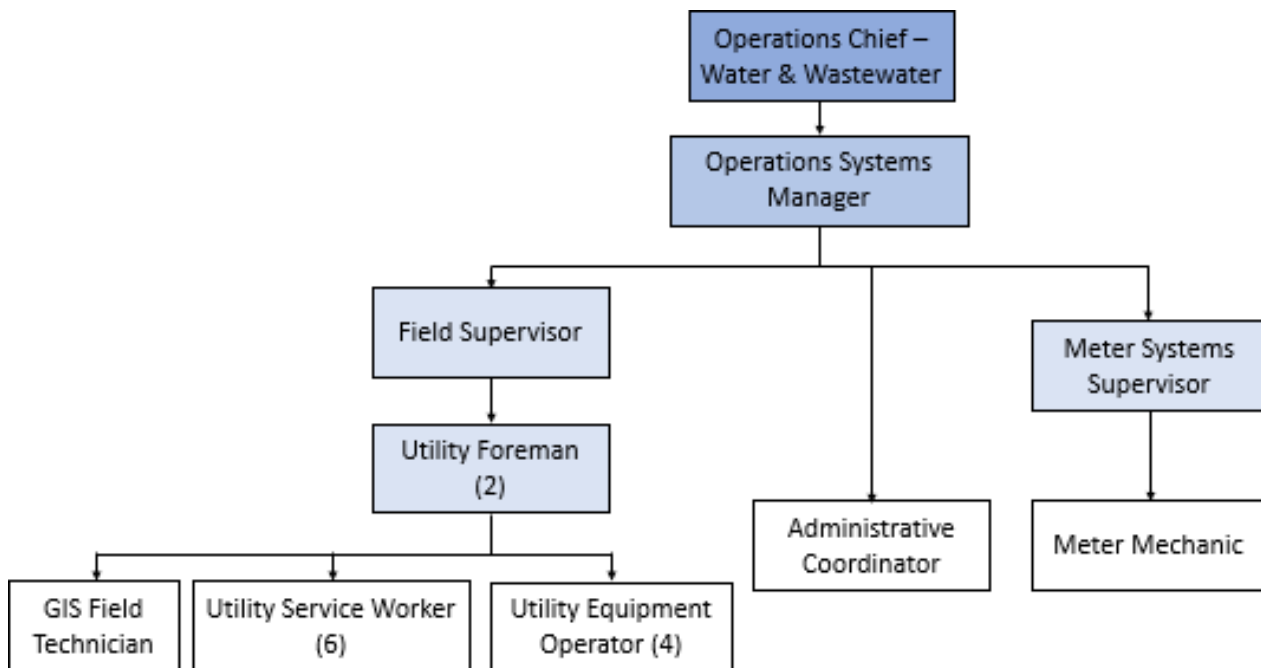 Operations Chief –
Water & Wastewater
Operations Systems
Manager
Field Supervisor
Meter Systems
Supervisor
Utility Foreman
(2)
Administrative
Coordinator
Meter Mechanic
GIS Field
Technician
Utility Service Worker
(6)
Utility Equipment
Operator (4)